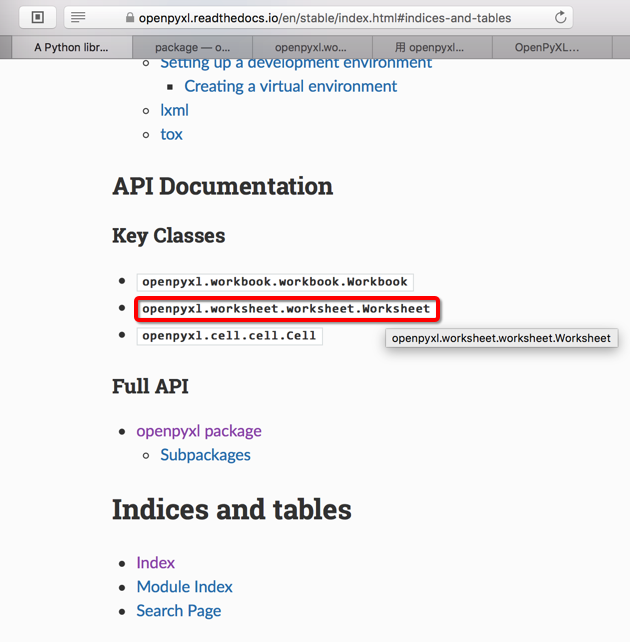 openpyxl.readthedocs.io/en/stable/index.html#indices-and-tables
A Python libr...
package — o...
openpyxl.wo...
用 openpyxl...
OpenPyXL...
Setting up a development environment
Creating a virtual environment
lxml
tox
API Documentation
Key Classes
openpyxl.workbook.workbook.Workbook
openpyxl.worksheet.worksheet.Worksheet
openpyxl.cell.cell.Cell
openpyxl.worksheet.worksheet.Worksheet
Full API
openpyxl package
Subpackages
Indices and tables
Index
Module Index
Search Page